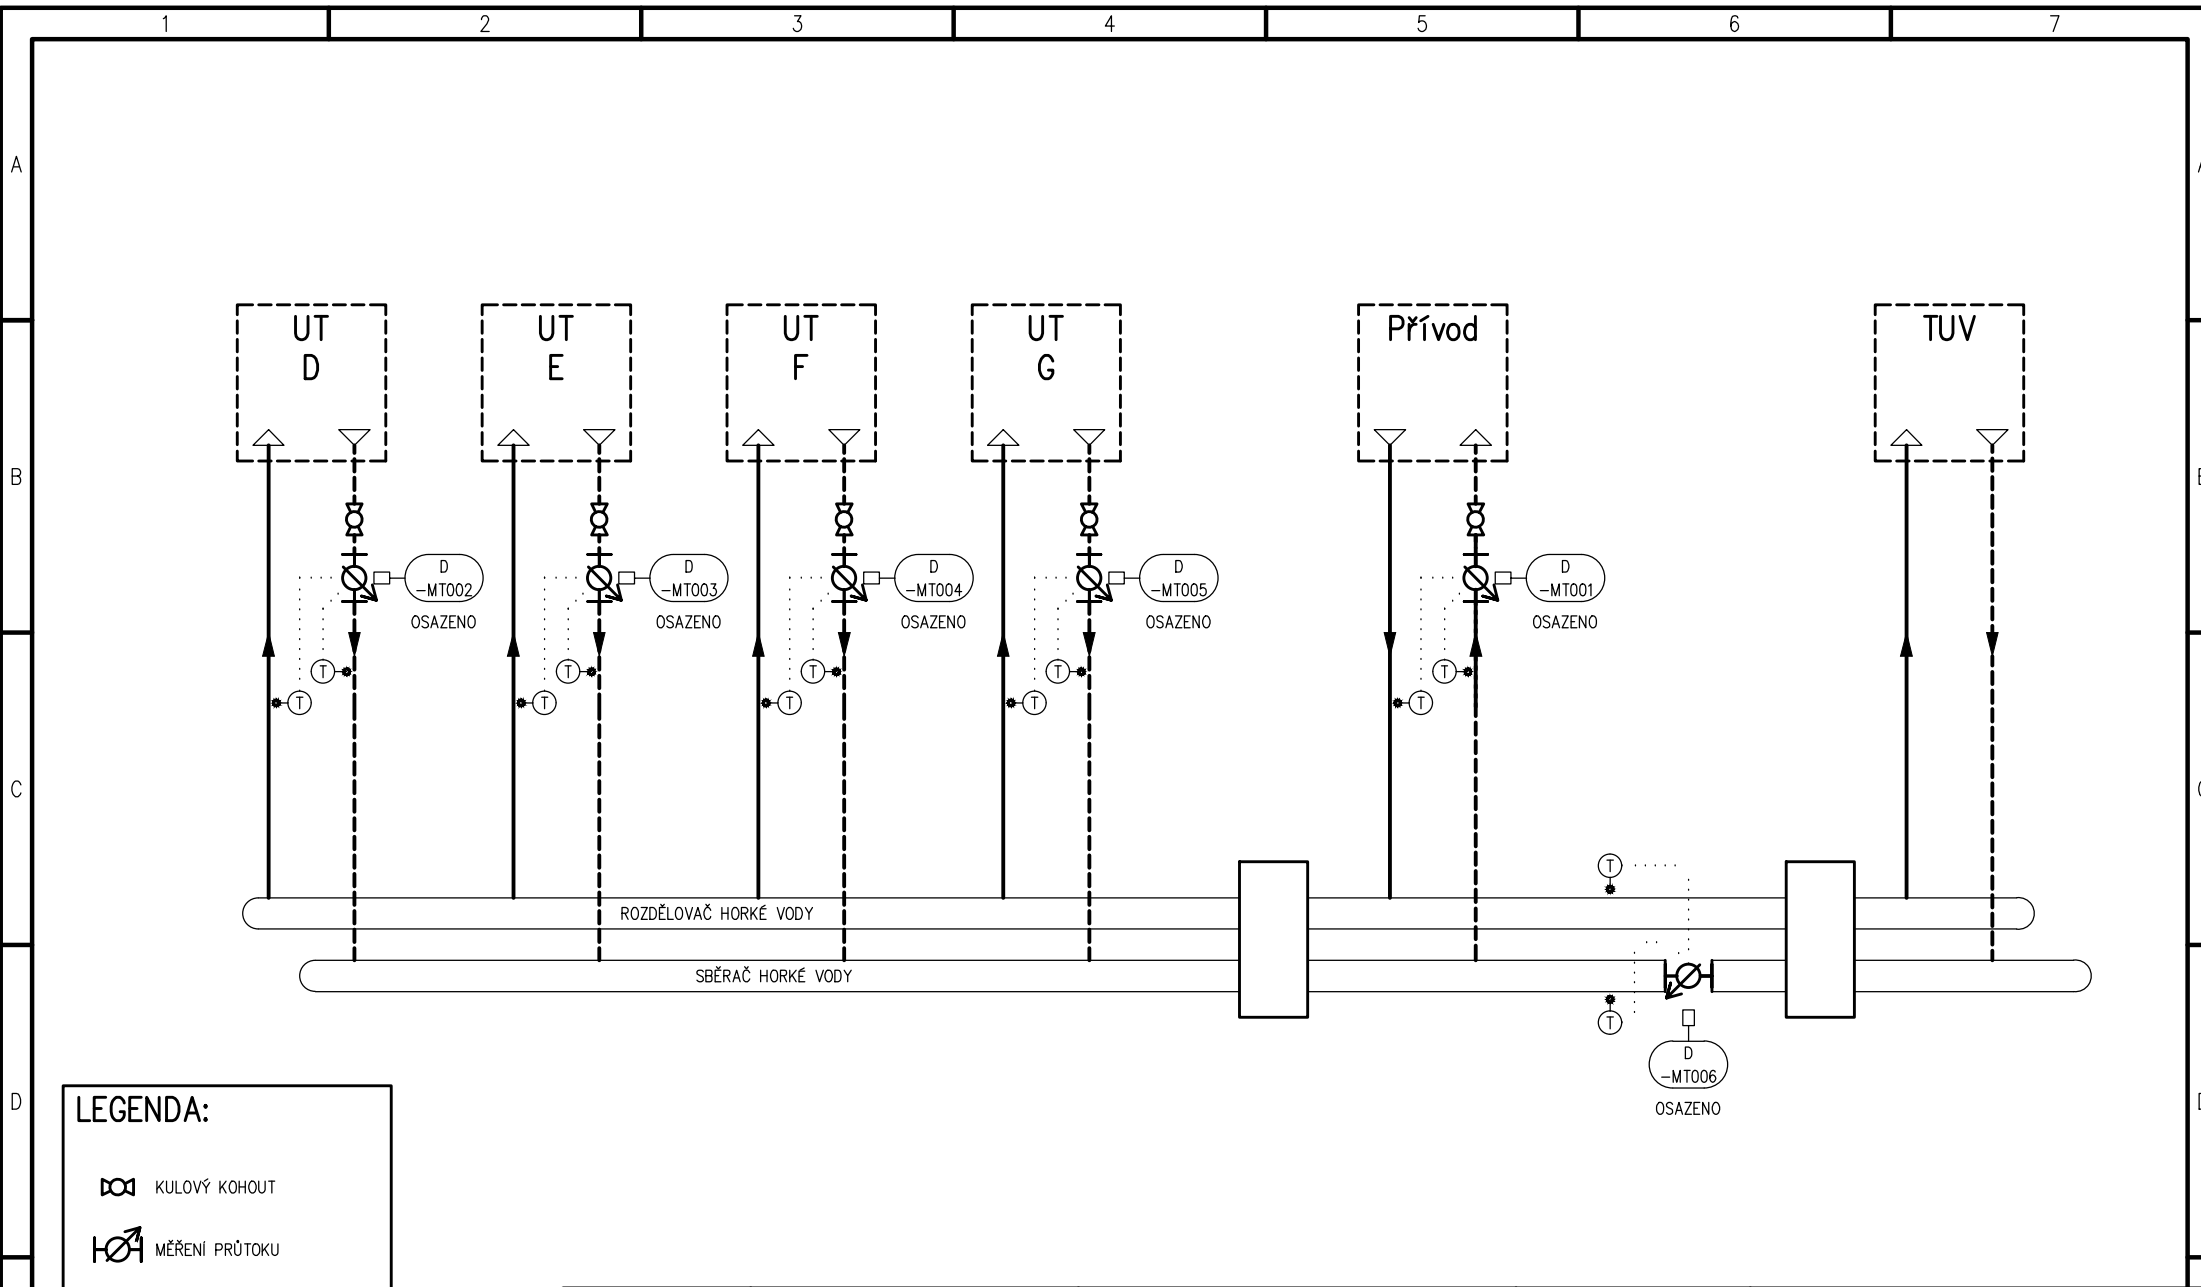 1 2 3 4 5 6 7
A
UT
D
UT
E
UT
F
UT
G
Přívod
TUV
B
D
-MT002
OSAZENO
D
-MT003
OSAZENO
D
-MT004
OSAZENO
D
-MT005
OSAZENO
D
-MT001
OSAZENO
T T T T T
T T T T T
C
T
ROZDĚLOVAČ HORKÉ VODY
SBĚRAČ HORKÉ VODY
T
D
-MT006
OSAZENO
D
LEGENDA:
KULOVÝ KOHOUT
MĚŘENÍ PRŮTOKU